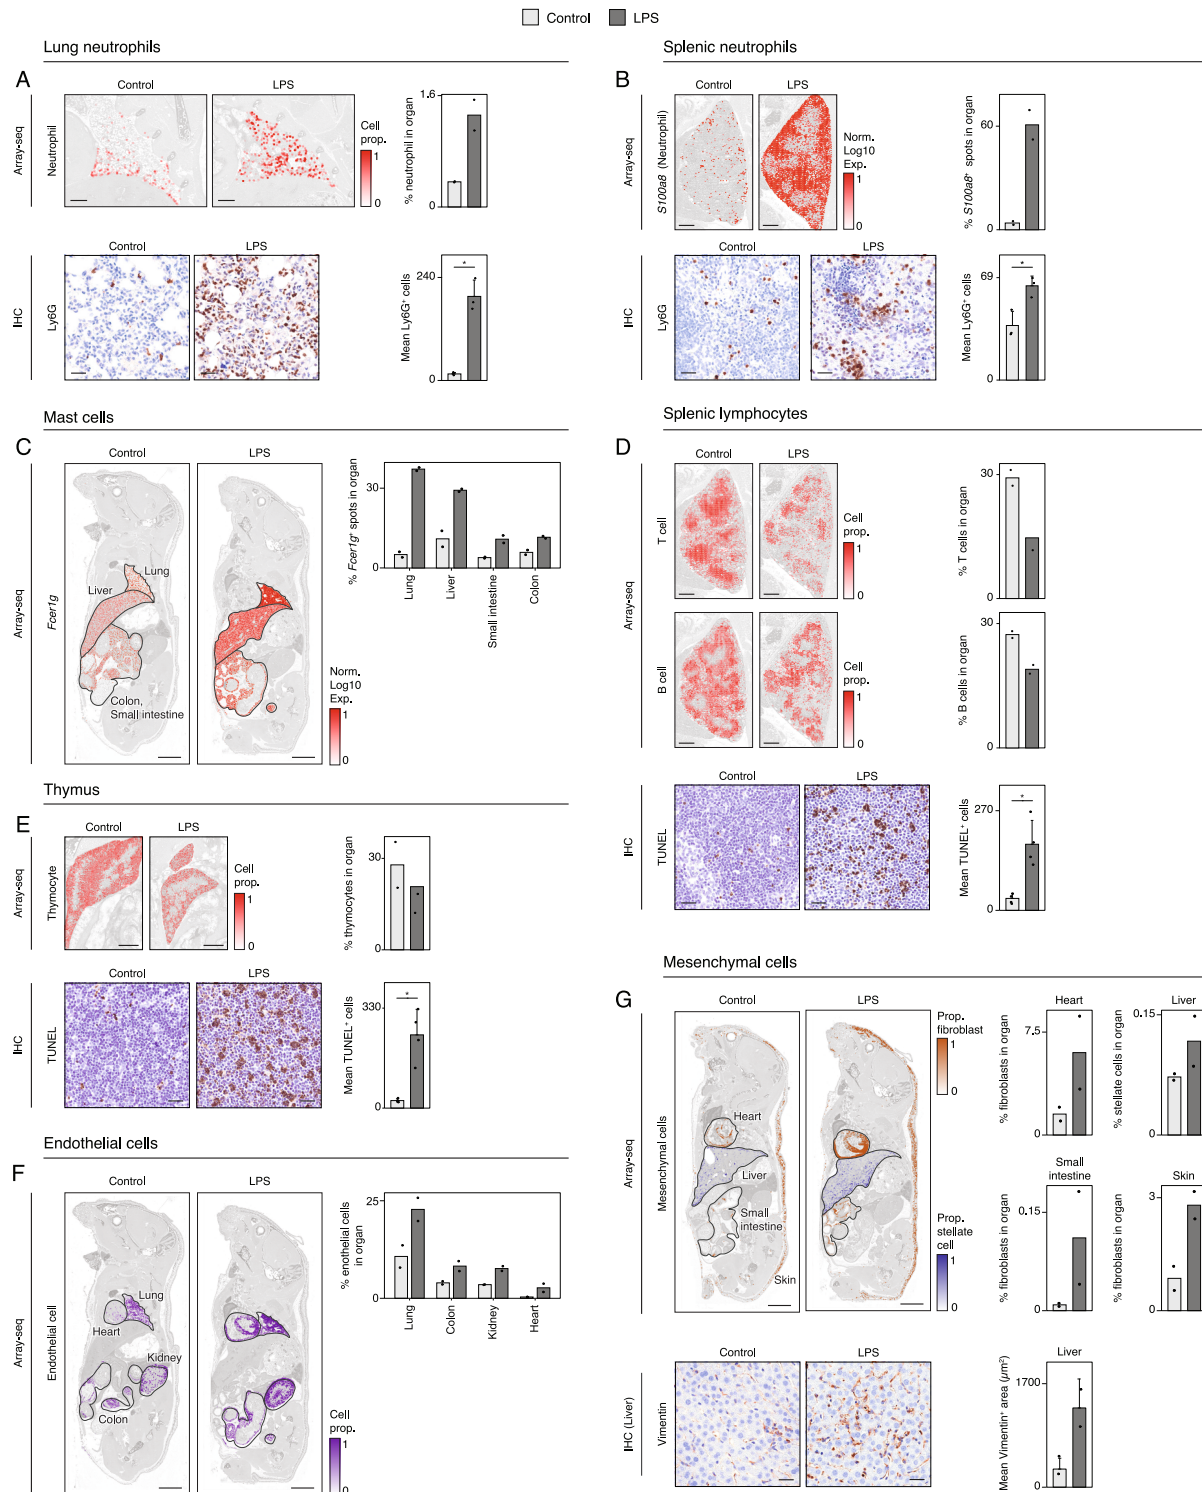 Control LPS
Lung neutrophils
A
Array-seq
Neutrophil
Control
LPS
Cell
prop.
1
0
% neutrophil in organ
1.6
0
IHC
Ly6G
Control
LPS
Mean Ly6G⁺ cells
240
0
*
Splenic neutrophils
B
Array-seq
S100a8 (Neutrophil)
Control
LPS
Norm.
Log10
Exp.
1
0
% S100a8⁺ spots in organ
60
0
IHC
Ly6G
Control
LPS
Mean Ly6G⁺ cells
69
0
*
Mast cells
C
Array-seq
Fcer1g
Control
LPS
Lung
Liver
Colon,
Small intestine
Norm.
Log10
Exp.
1
0
% Fcer1g⁺ spots in organ
30
0
Lung
Liver
Small intestine
Colon
Splenic lymphocytes
D
Array-seq
T cell
Control
LPS
Cell
prop.
1
0
% T cells in organ
30
0
B cell
Cell
prop.
1
0
% B cells in organ
30
0
IHC
TUNEL
Control
LPS
Mean TUNEL⁺ cells
270
0
*
Thymus
E
Array-seq
Thymocyte
Control
LPS
Cell
prop.
1
0
% thymocytes in organ
30
0
IHC
TUNEL
Control
LPS
Mean TUNEL⁺ cells
330
0
*
Endothelial cells
F
Array-seq
Endothelial cell
Control
LPS
Lung
Heart
Kidney
Colon
Cell
prop.
1
0
% enothelial cells
in organ
25
0
Lung
Colon
Kidney
Heart
Mesenchymal cells
G
Array-seq
Mesenchymal cells
Control
LPS
Heart
Liver
Small
intestine
Skin
Prop.
fibroblast
1
0
Prop.
stellate
cell
1
0
Heart
% fibroblasts in organ
7.5
0
Liver
% stellate cells in organ
0.15
0
Small
intestine
% fibroblasts in organ
0.15
0
Skin
% fibroblasts in organ
3
0
IHC (Liver)
Vimentin
Control
LPS
Liver
Mean Vimentin⁺ area (μm²)
1700
0